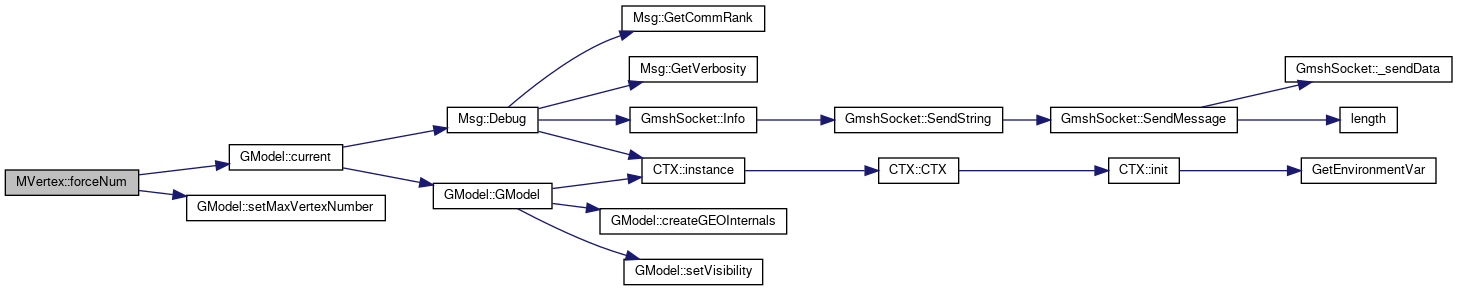 MVertex::forceNum
GModel::current
GModel::setMaxVertexNumber
Msg::Debug
GModel::GModel
Msg::GetCommRank
Msg::GetVerbosity
GmshSocket::Info
CTX::instance
GModel::createGEOInternals
GModel::setVisibility
GmshSocket::SendString
CTX::CTX
GmshSocket::SendMessage
CTX::init
GmshSocket::_sendData
length
GetEnvironmentVar